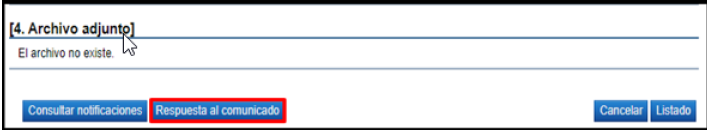 [4. Archivo adjunto]
El archivo no existe.
Consultar notificaciones Respuesta al comunicado Cancelar Listado